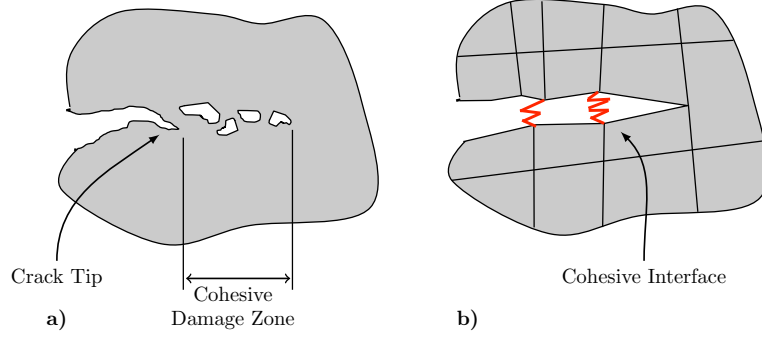 Crack Tip
Cohesive
Damage Zone
a)
Cohesive Interface
b)